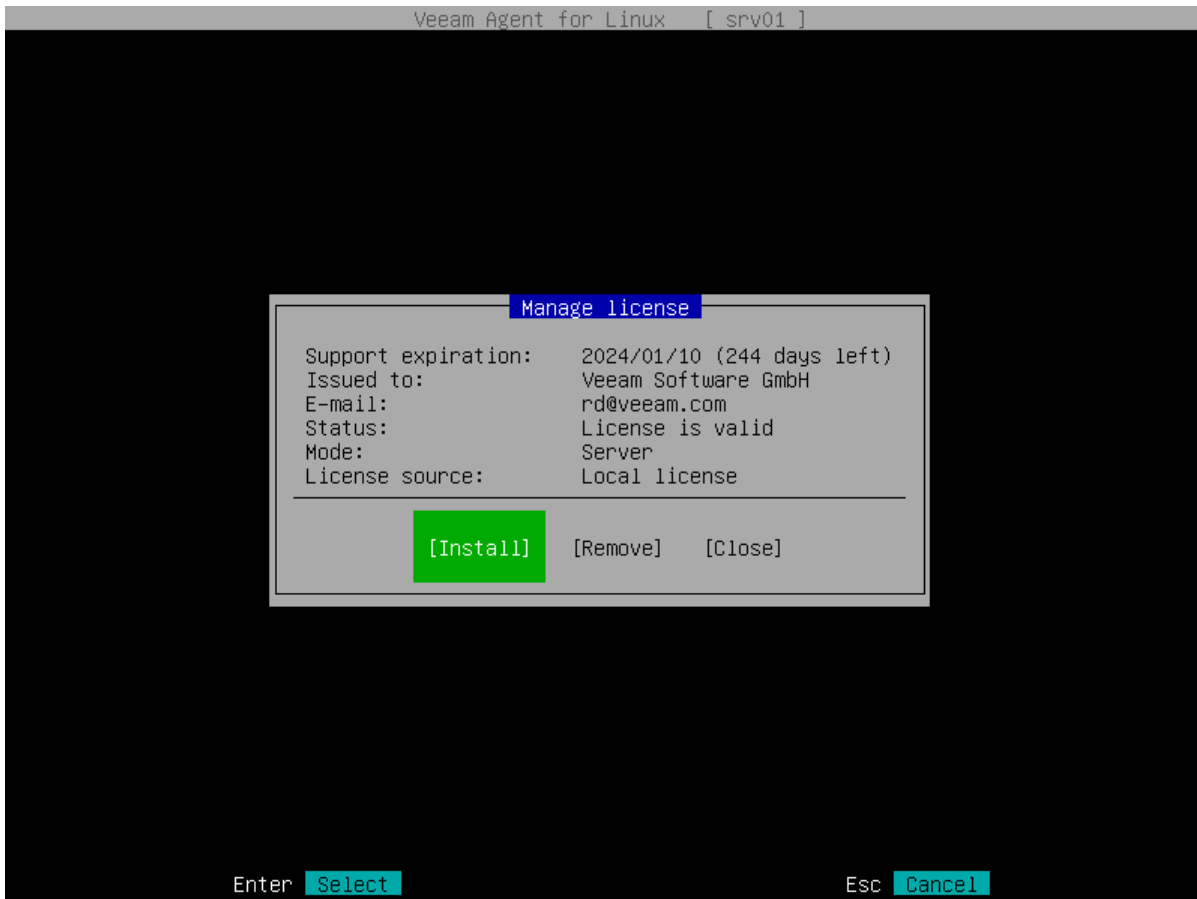 Veeam Agent for Linux [ srv01 ]
Manage license
Support expiration: 2024/01/10 (244 days left)
Issued to: Veeam Software GmbH
E-mail: rd@veeam.com
Status: License is valid
Mode: Server
License source: Local license
[Install] [Remove] [Close]
Enter Select Esc Cancel